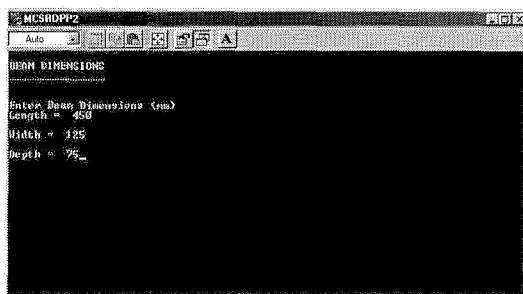 MCSHDPP2
Auto
A
BEAM DIMENSIONS
Enter Beam Dimensions (mm)
Length = 450
Width = 125
Depth = 75_